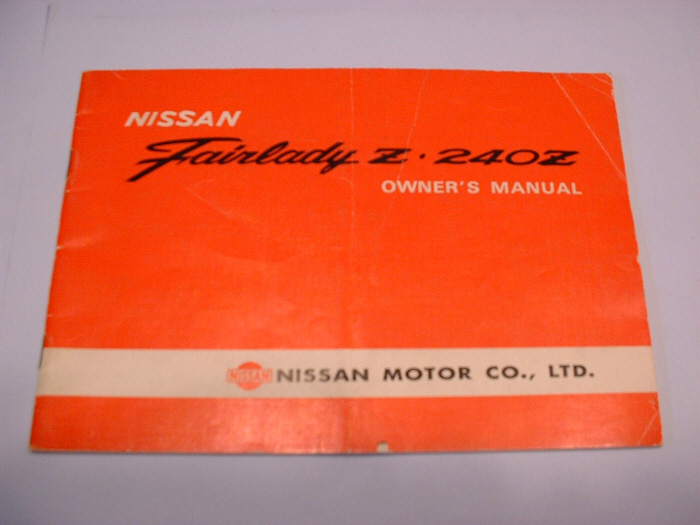 NISSAN
Fairlady Z · 240Z
OWNER'S MANUAL
NISSAN NISSAN MOTOR CO., LTD.